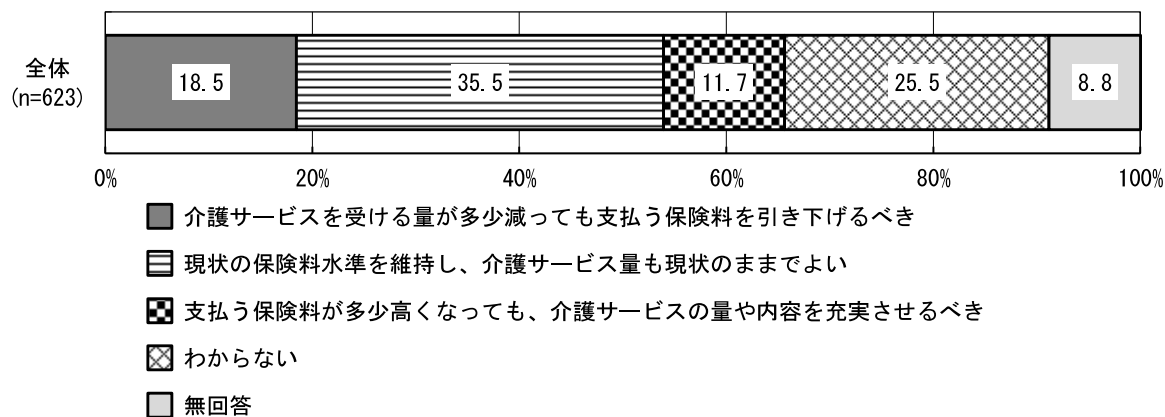 全体
(n=623)
18.5
35.5
11.7
25.5
8.8
0%
20%
40%
60%
80%
100%
介護サービスを受ける量が多少減っても支払う保険料を引き下げるべき
現状の保険料水準を維持し、介護サービス量も現状のままでよい
支払う保険料が多少高くなっても、介護サービスの量や内容を充実させるべき
わからない
無回答